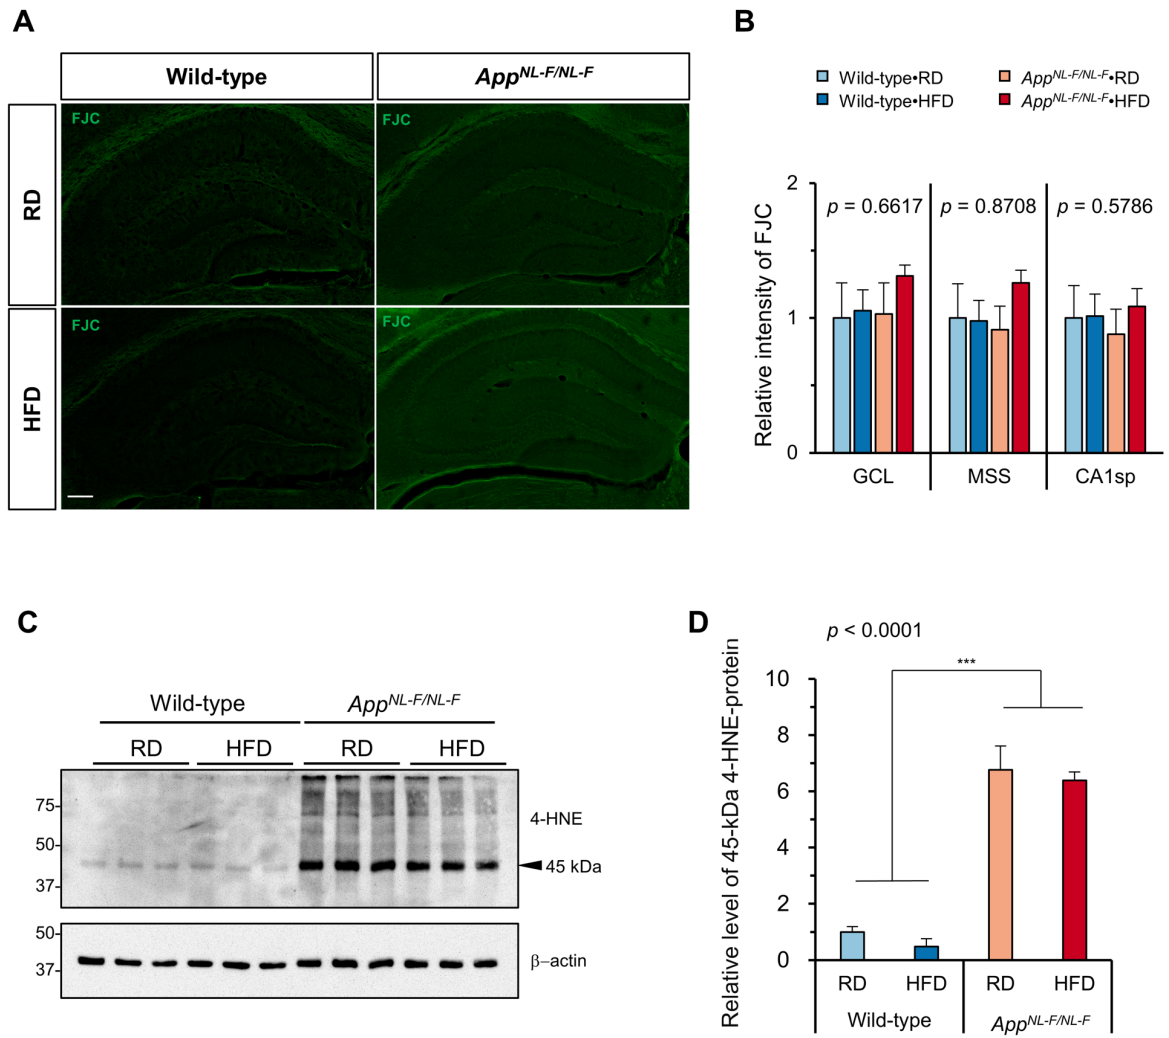 A
Wild-type
App^NL-F/NL-F
RD
FJC
FJC
HFD
FJC
FJC
B
Wild-type•RD
App^NL-F/NL-F•RD
Wild-type•HFD
App^NL-F/NL-F•HFD
Relative intensity of FJC
2
1
0
p = 0.6617
p = 0.8708
p = 0.5786
GCL
MSS
CA1sp
C
Wild-type
App^NL-F/NL-F
RD
HFD
RD
HFD
75-
50-
37-
4-HNE
45 kDa
50-
37-
β–actin
D
p < 0.0001
***
Relative level of 45-kDa 4-HNE-protein
10
8
6
4
2
0
RD
HFD
RD
HFD
Wild-type
App^NL-F/NL-F